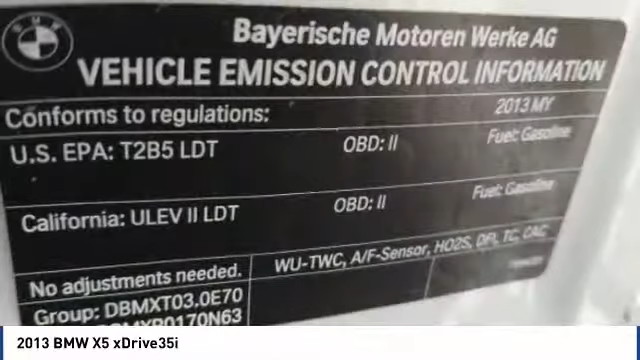 BMW
Bayerische Motoren Werke AG
VEHICLE EMISSION CONTROL INFORMATION
Conforms to regulations: 2013 MY
U.S. EPA: T2B5 LDT OBD: II Fuel: Gasoline
California: ULEV II LDT OBD: II Fuel: Gasoline
No adjustments needed. WU-TWC, A/F-Sensor, HO2S, DFI, TC, CAC
Group: DBMXT03.0E70
2013 BMW X5 xDrive35i